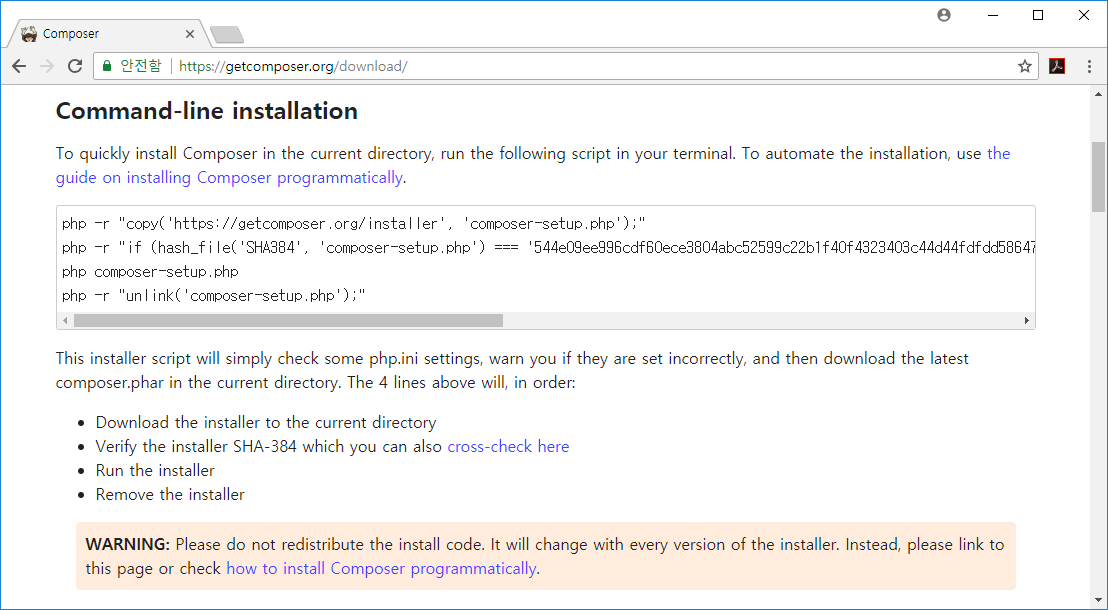 Composer
안전함 https://getcomposer.org/download/
Command-line installation
To quickly install Composer in the current directory, run the following script in your terminal. To automate the installation, use the
guide on installing Composer programmatically.
php -r "copy('https://getcomposer.org/installer', 'composer-setup.php');"
php -r "if (hash_file('SHA384', 'composer-setup.php') === '544e09ee996cdf60ece3804abc52599c22b1f40f4323403c44d44fdfdd58647
php composer-setup.php
php -r "unlink('composer-setup.php');"
This installer script will simply check some php.ini settings, warn you if they are set incorrectly, and then download the latest
composer.phar in the current directory. The 4 lines above will, in order:
• Download the installer to the current directory
• Verify the installer SHA-384 which you can also cross-check here
• Run the installer
• Remove the installer
WARNING: Please do not redistribute the install code. It will change with every version of the installer. Instead, please link to
this page or check how to install Composer programmatically.